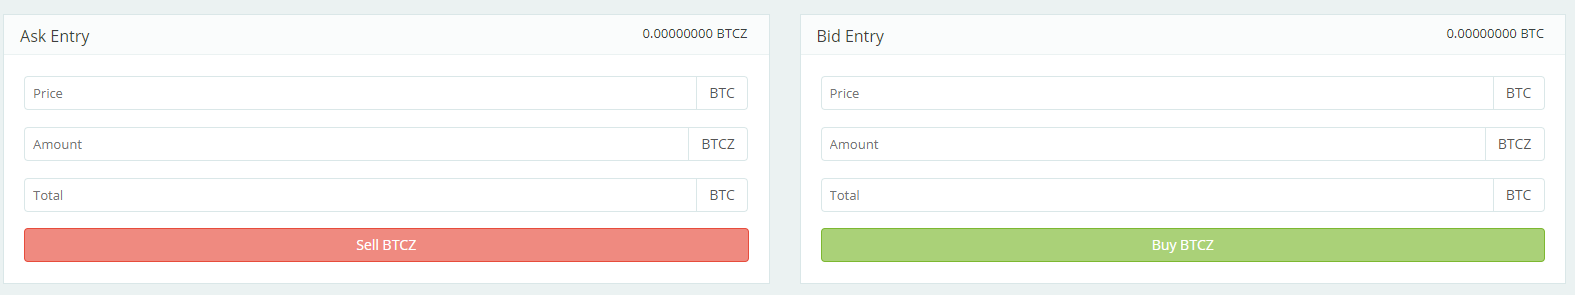 Ask Entry 0.00000000 BTCZ
Price BTC
Amount BTCZ
Total BTC
Sell BTCZ
Bid Entry 0.00000000 BTC
Price BTC
Amount BTCZ
Total BTC
Buy BTCZ